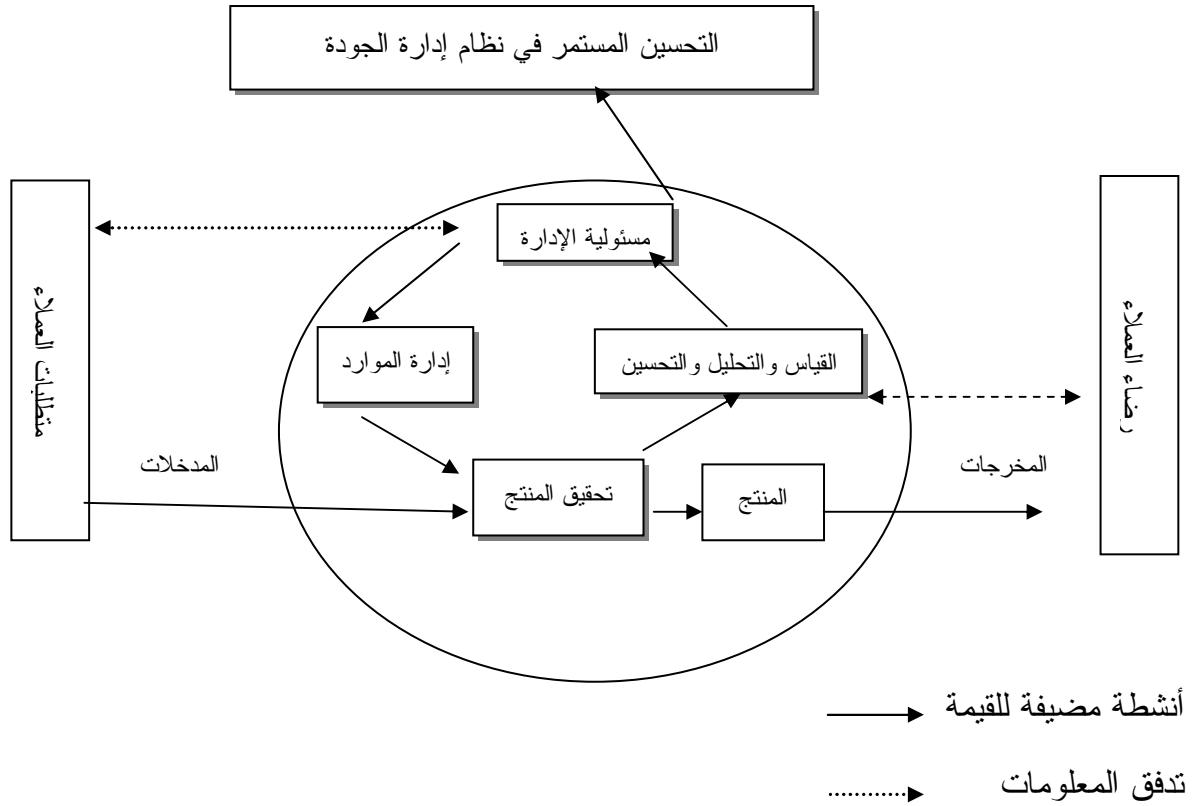 التحسين المستمر في نظام إدارة الجودة
مسئولية الإدارة
متطلبات العملاء
رضاء العملاء
إدارة الموارد
القياس والتحليل والتحسين
المدخلات
المخرجات
تحقيق المنتج
المنتج
أنشطة مضيفة للقيمة
تدفق المعلومات